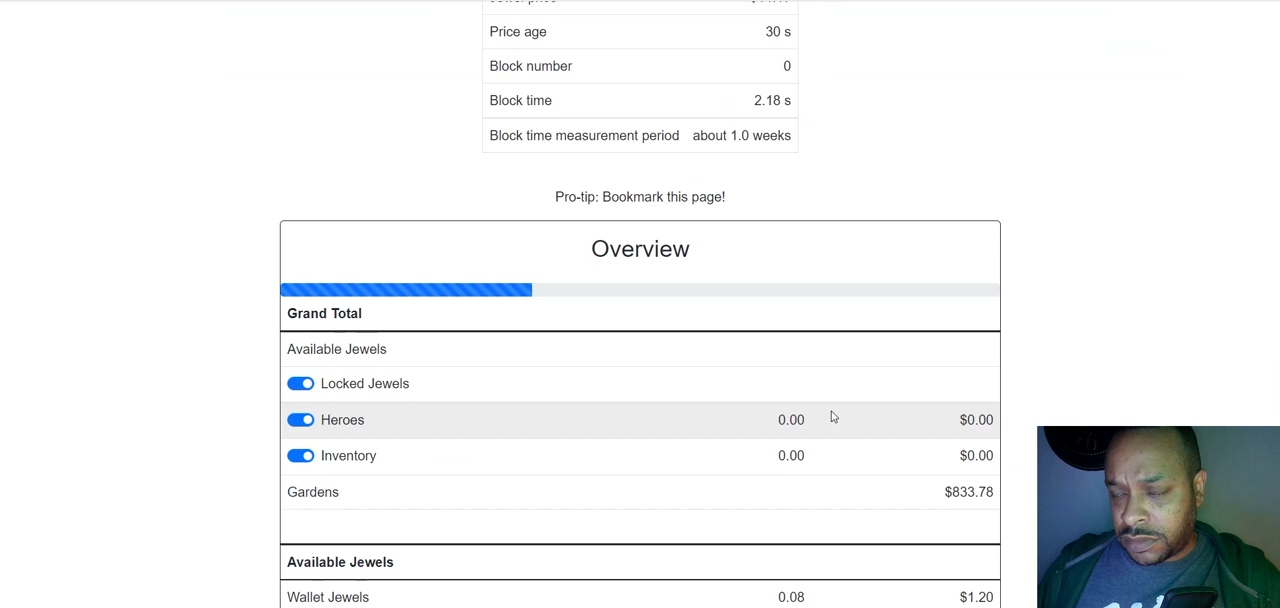 Price age 30 s
Block number 0
Block time 2.18 s
Block time measurement period about 1.0 weeks
Pro-tip: Bookmark this page!
Overview
Grand Total
Available Jewels
Locked Jewels
Heroes 0.00 $0.00
Inventory 0.00 $0.00
Gardens $833.78
Available Jewels
Wallet Jewels 0.08 $1.20